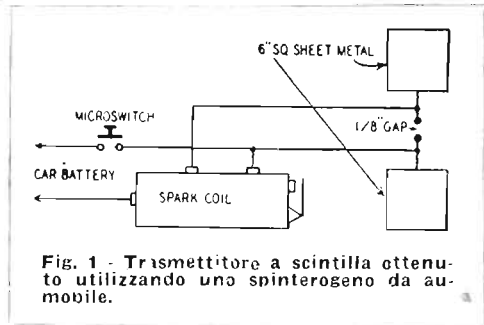 6" SQ SHEET METAL
MICROSWITCH
1/8" GAP
CAR BATTERY
SPARK COIL
Fig. 1 - Trasmettitore a scintilla ottenu-
to utilizzando uno spinterogeno da au-
mobile.